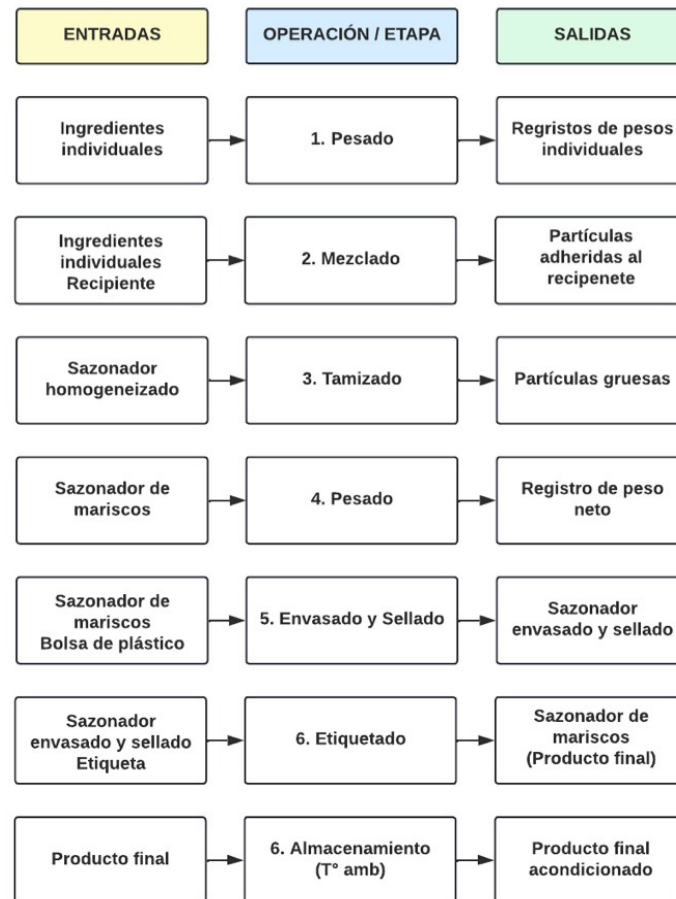 ENTRADAS
OPERACIÓN / ETAPA
SALIDAS
Ingredientes
individuales
1. Pesado
Regristos de pesos
individuales
Ingredientes
individuales
Recipiente
2. Mezclado
Partículas
adheridas al
recipenete
Sazonador
homogeneizado
3. Tamizado
Partículas gruesas
Sazonador de
mariscos
4. Pesado
Registro de peso
neto
Sazonador de
mariscos
Bolsa de plástico
5. Envasado y Sellado
Sazonador
envasado y sellado
Sazonador
envasado y sellado
Etiqueta
6. Etiquetado
Sazonador de
mariscos
(Producto final)
Producto final
6. Almacenamiento
(T° amb)
Producto final
acondicionado